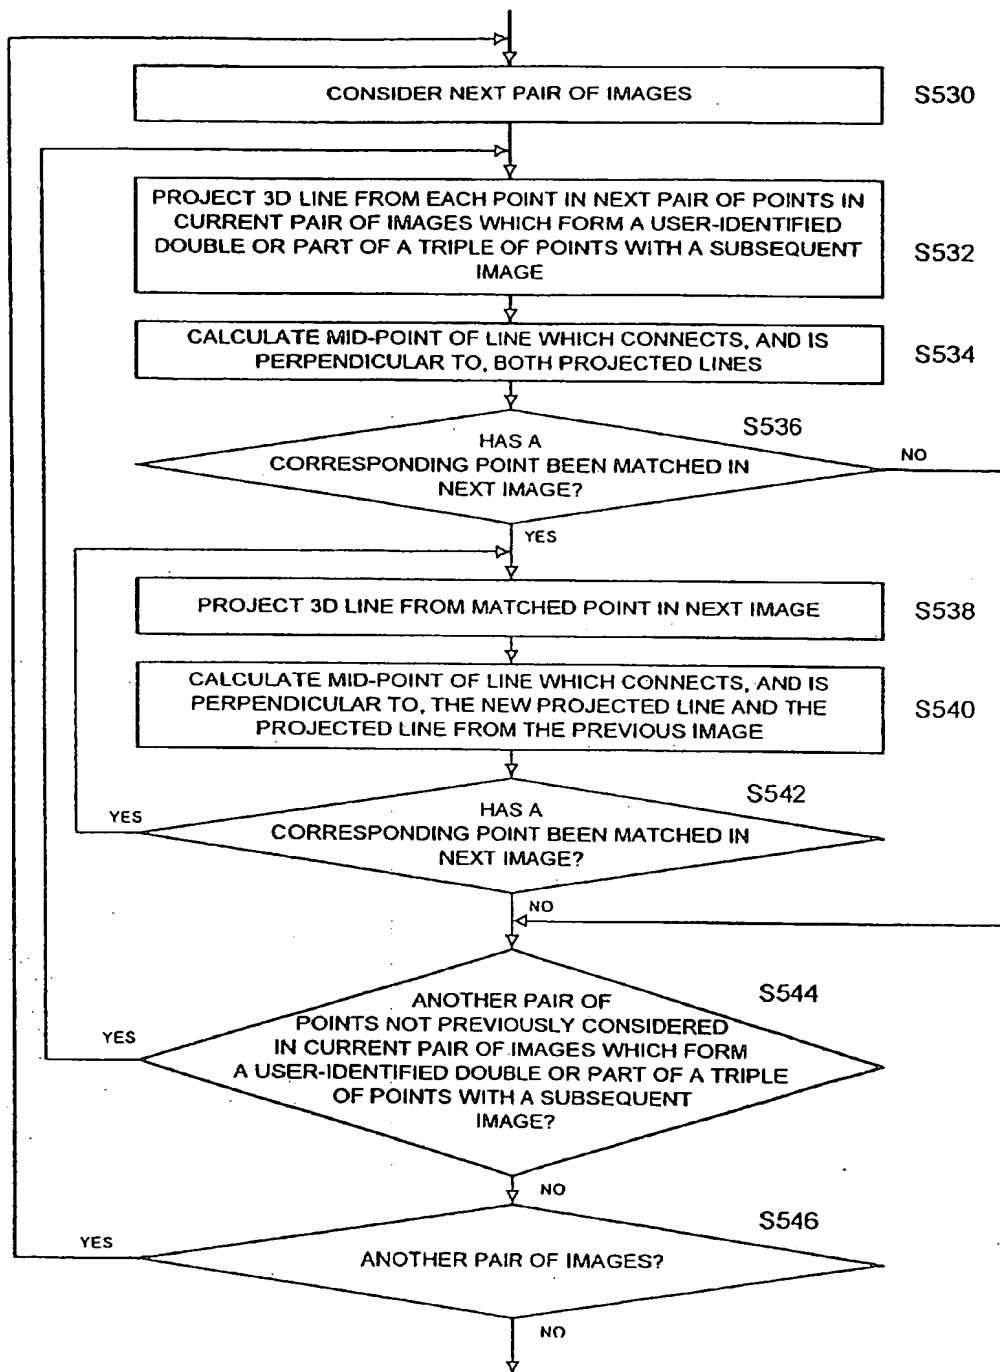 CONSIDER NEXT PAIR OF IMAGES
S530
PROJECT 3D LINE FROM EACH POINT IN NEXT PAIR OF POINTS IN
CURRENT PAIR OF IMAGES WHICH FORM A USER-IDENTIFIED
DOUBLE OR PART OF A TRIPLE OF POINTS WITH A SUBSEQUENT
IMAGE
S532
CALCULATE MID-POINT OF LINE WHICH CONNECTS, AND IS
PERPENDICULAR TO, BOTH PROJECTED LINES
S534
S536
HAS A
CORRESPONDING POINT BEEN MATCHED IN
NEXT IMAGE?
NO
YES
PROJECT 3D LINE FROM MATCHED POINT IN NEXT IMAGE
S538
CALCULATE MID-POINT OF LINE WHICH CONNECTS, AND IS
PERPENDICULAR TO, THE NEW PROJECTED LINE AND THE
PROJECTED LINE FROM THE PREVIOUS IMAGE
S540
S542
YES
HAS A
CORRESPONDING POINT BEEN MATCHED IN
NEXT IMAGE?
NO
S544
YES
ANOTHER PAIR OF
POINTS NOT PREVIOUSLY CONSIDERED
IN CURRENT PAIR OF IMAGES WHICH FORM
A USER-IDENTIFIED DOUBLE OR PART OF A TRIPLE
OF POINTS WITH A SUBSEQUENT
IMAGE?
NO
S546
YES
ANOTHER PAIR OF IMAGES?
NO